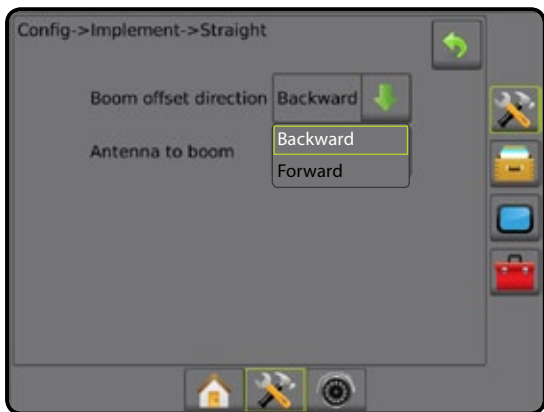 Config->Implement->Straight
Boom offset direction Backward
Backward
Antenna to boom
Forward